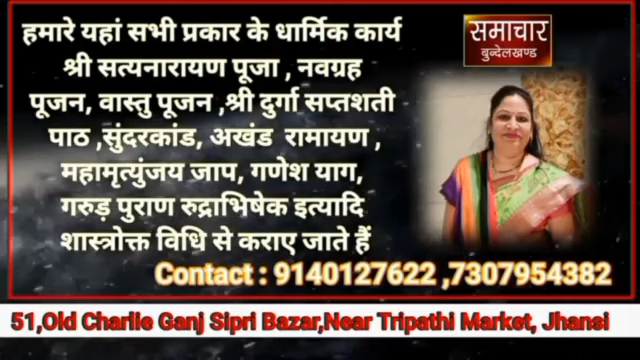 हमारे यहां सभी प्रकार के धार्मिक कार्य
श्री सत्यनारायण पूजा , नवग्रह
पूजन, वास्तु पूजन ,श्री दुर्गा सप्तशती
पाठ ,सुंदरकांड, अखंड रामायण ,
महामृत्युंजय जाप, गणेश याग,
गरुड़ पुराण रुद्राभिषेक इत्यादि
शास्त्रोक्त विधि से कराए जाते हैं
समाचार
बुन्देलखण्ड
Contact : 9140127622 ,7307954382
51,Old Charlie Ganj Sipri Bazar,Near Tripathi Market, Jhansi